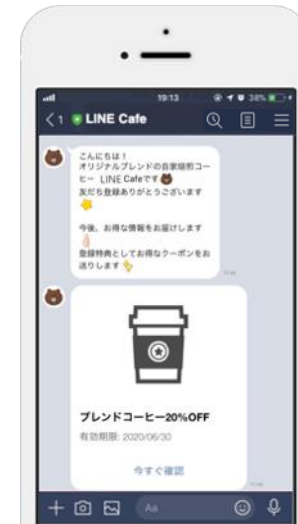 19:13
38%
1 LINE Cafe
こんにちは！
オリジナルブレンドの自家焙煎コー
ヒー LINE Cafeです
友だち登録ありがとうございます
今後、お得な情報をお届けします
登録特典としてお得なクーポンをお
送りします
ブレンドコーヒー20%OFF
有効期限: 2020/06/30
今すぐ確認
Aa